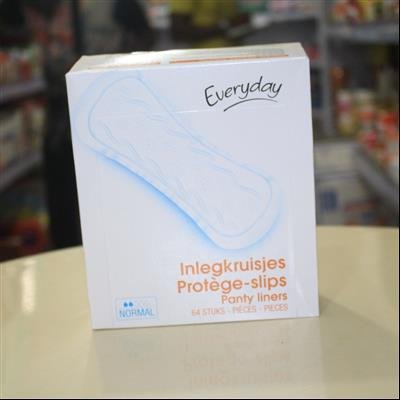 Everyday
Inlegkruisjes
Protège-slips
Panty liners
64 STUKS - PIÈCES - PIECES
NORMAL